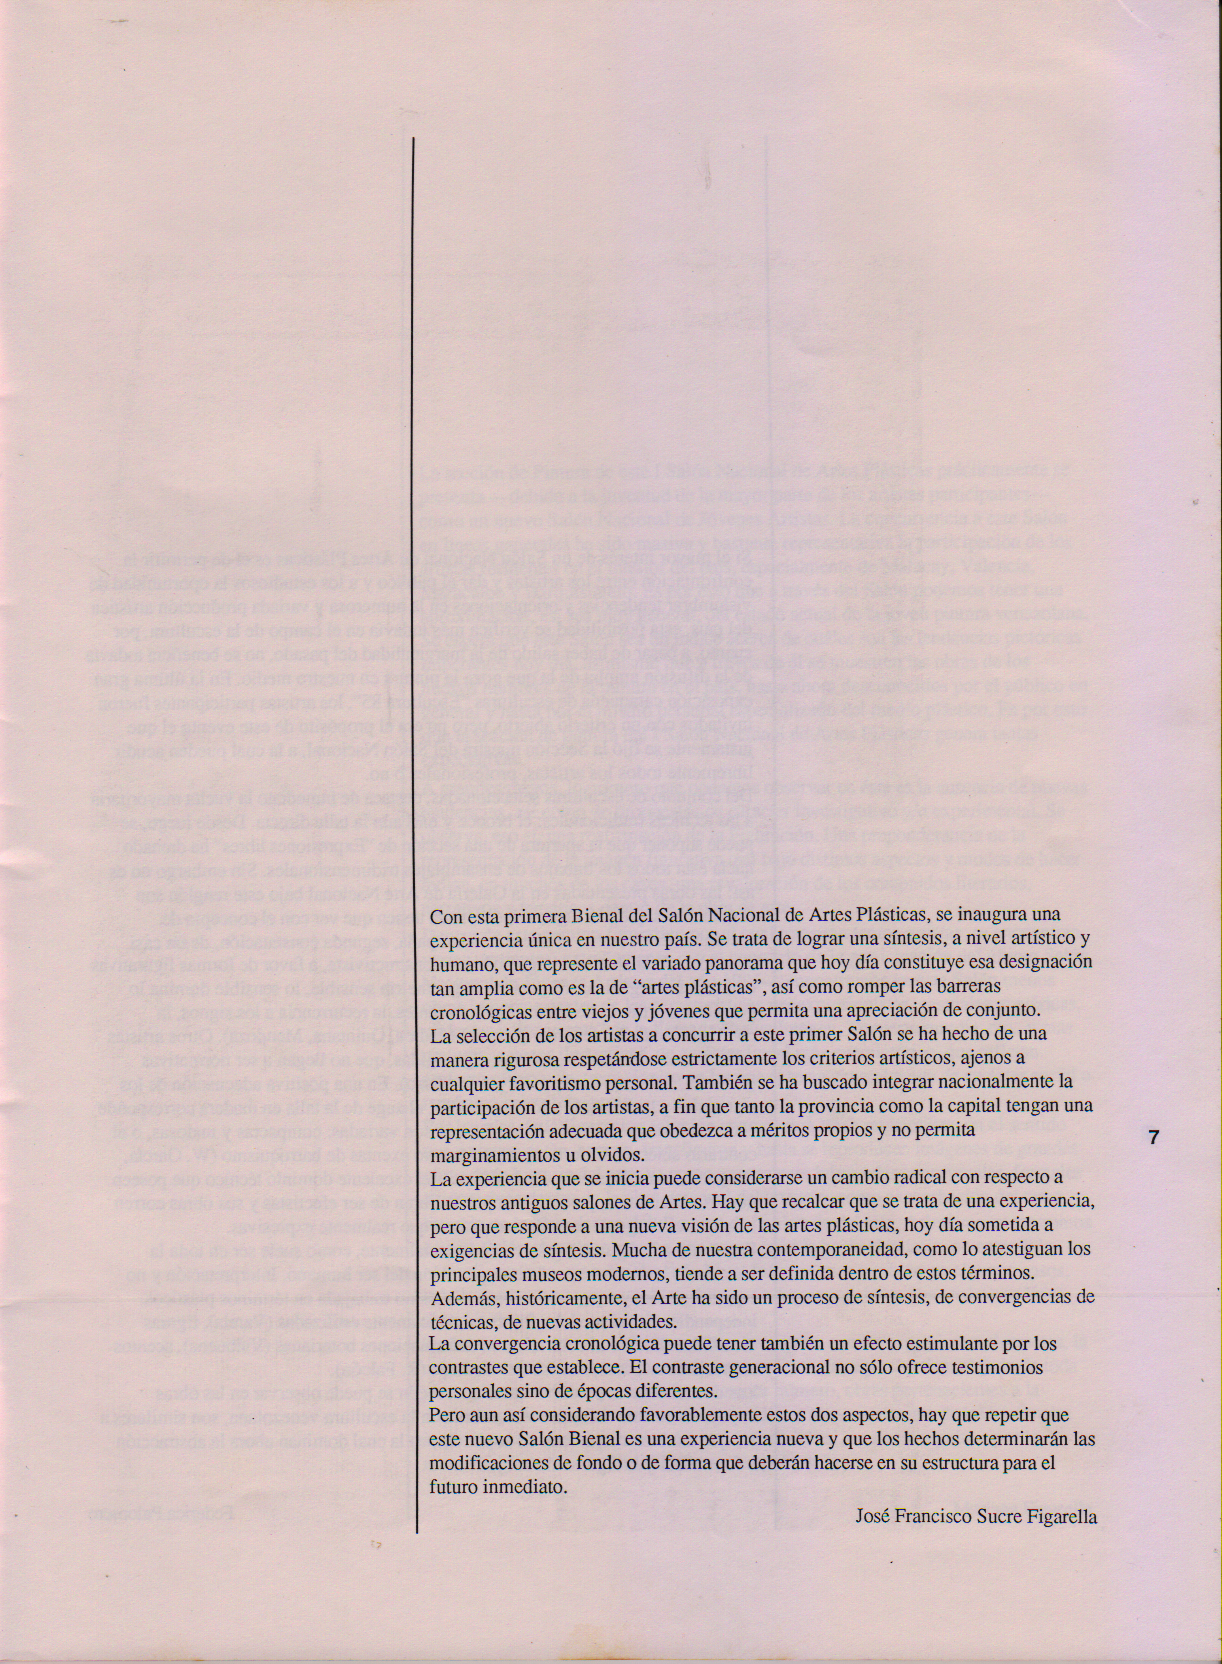 Con esta primera Bienal del Salón Nacional de Artes Plásticas, se inaugura una
experiencia única en nuestro país. Se trata de lograr una síntesis, a nivel artístico y
humano, que represente el variado panorama que hoy día constituye esa designación
tan amplia como es la de “artes plásticas”, así como romper las barreras
cronológicas entre viejos y jóvenes que permita una apreciación de conjunto.
La selección de los artistas a concurrir a este primer Salón se ha hecho de una
manera rigurosa respetándose estrictamente los criterios artísticos, ajenos a
cualquier favoritismo personal. También se ha buscado integrar nacionalmente la
participación de los artistas, a fin que tanto la provincia como la capital tengan una
representación adecuada que obedezca a méritos propios y no permita
marginamientos u olvidos.
La experiencia que se inicia puede considerarse un cambio radical con respecto a
nuestros antiguos salones de Artes. Hay que recalcar que se trata de una experiencia,
pero que responde a una nueva visión de las artes plásticas, hoy día sometida a
exigencias de síntesis. Mucha de nuestra contemporaneidad, como lo atestiguan los
principales museos modernos, tiende a ser definida dentro de estos términos.
Además, históricamente, el Arte ha sido un proceso de síntesis, de convergencias de
técnicas, de nuevas actividades.
La convergencia cronológica puede tener también un efecto estimulante por los
contrastes que establece. El contraste generacional no sólo ofrece testimonios
personales sino de épocas diferentes.
Pero aun así considerando favorablemente estos dos aspectos, hay que repetir que
este nuevo Salón Bienal es una experiencia nueva y que los hechos determinarán las
modificaciones de fondo o de forma que deberán hacerse en su estructura para el
futuro inmediato.
José Francisco Sucre Figarella
7